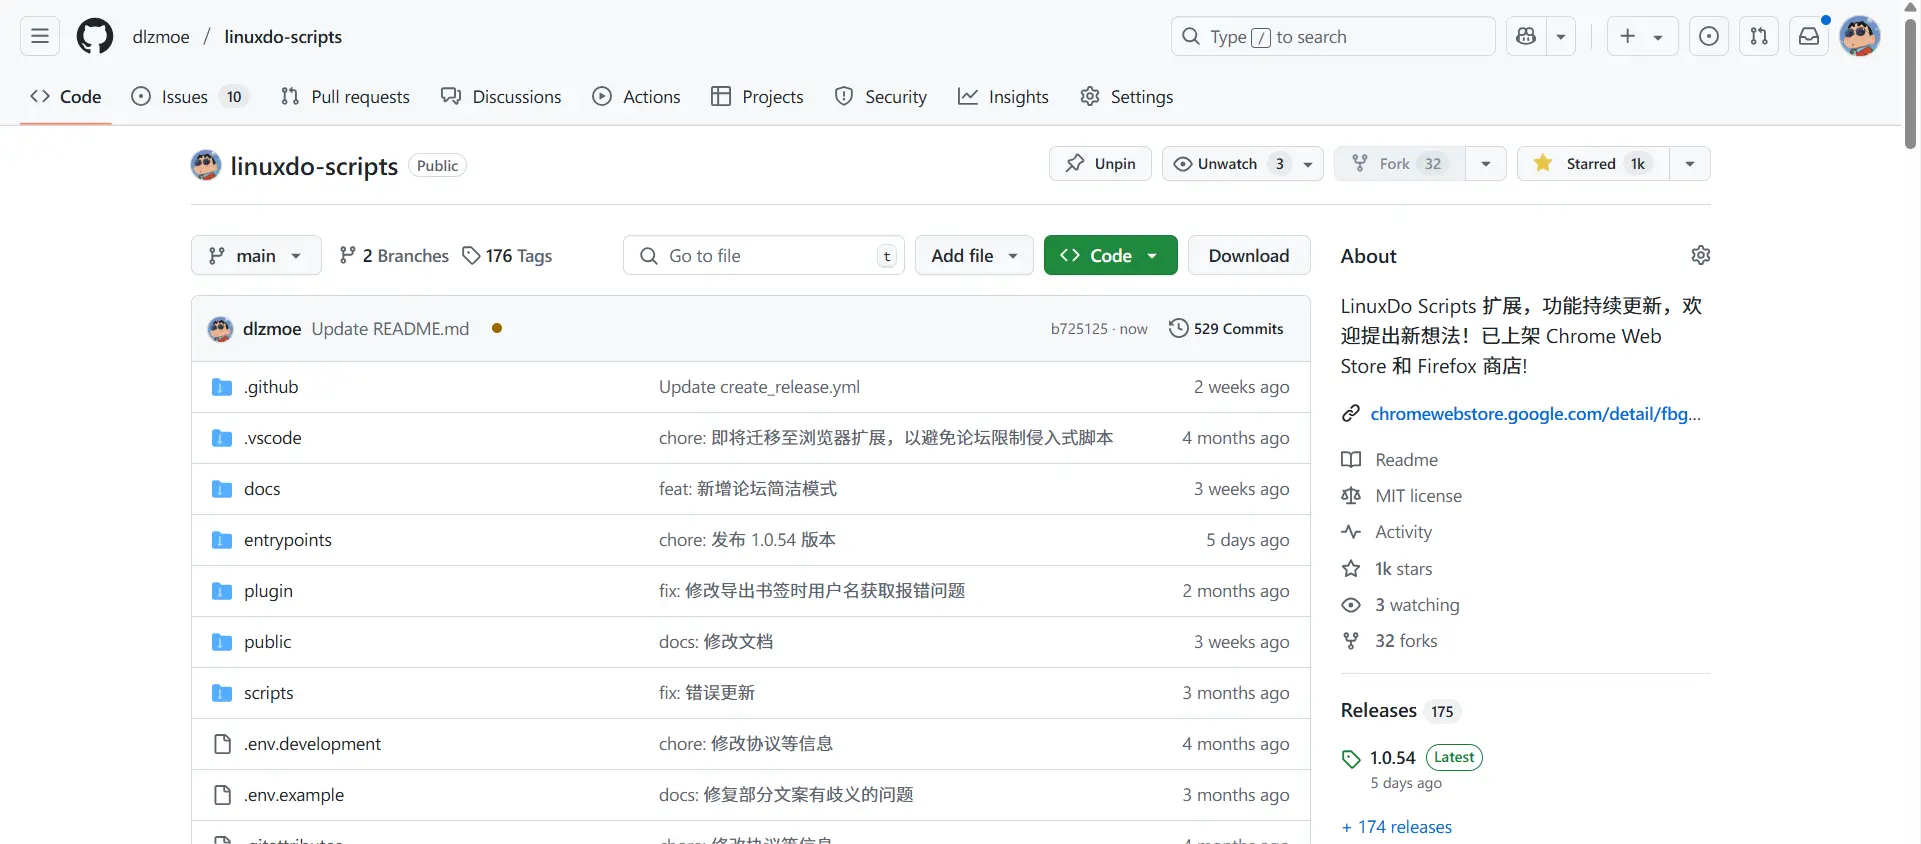 dlzmoe / linuxdo-scripts
Type / to search
Code
Issues 10
Pull requests
Discussions
Actions
Projects
Security
Insights
Settings
linuxdo-scripts Public
Unpin
Unwatch 3
Fork 32
Starred 1k
main
2 Branches
176 Tags
Go to file t
Add file
Code
Download
dlzmoe Update README.md b725125 · now 529 Commits
.github Update create_release.yml 2 weeks ago
.vscode chore: 即将迁移至浏览器扩展，以避免论坛限制侵入式脚本 4 months ago
docs feat: 新增论坛简洁模式 3 weeks ago
entrypoints chore: 发布 1.0.54 版本 5 days ago
plugin fix: 修改导出书签时用户名获取报错问题 2 months ago
public docs: 修改文档 3 weeks ago
scripts fix: 错误更新 3 months ago
.env.development chore: 修改协议等信息 4 months ago
.env.example docs: 修复部分文案有歧义的问题 3 months ago
.gitattributes chore: 修改协议等信息 4 months ago
About
LinuxDo Scripts 扩展，功能持续更新，欢
迎提出新想法！已上架 Chrome Web
Store 和 Firefox 商店!
chromewebstore.google.com/detail/fbg...
Readme
MIT license
Activity
1k stars
3 watching
32 forks
Releases 175
1.0.54 Latest
5 days ago
+ 174 releases